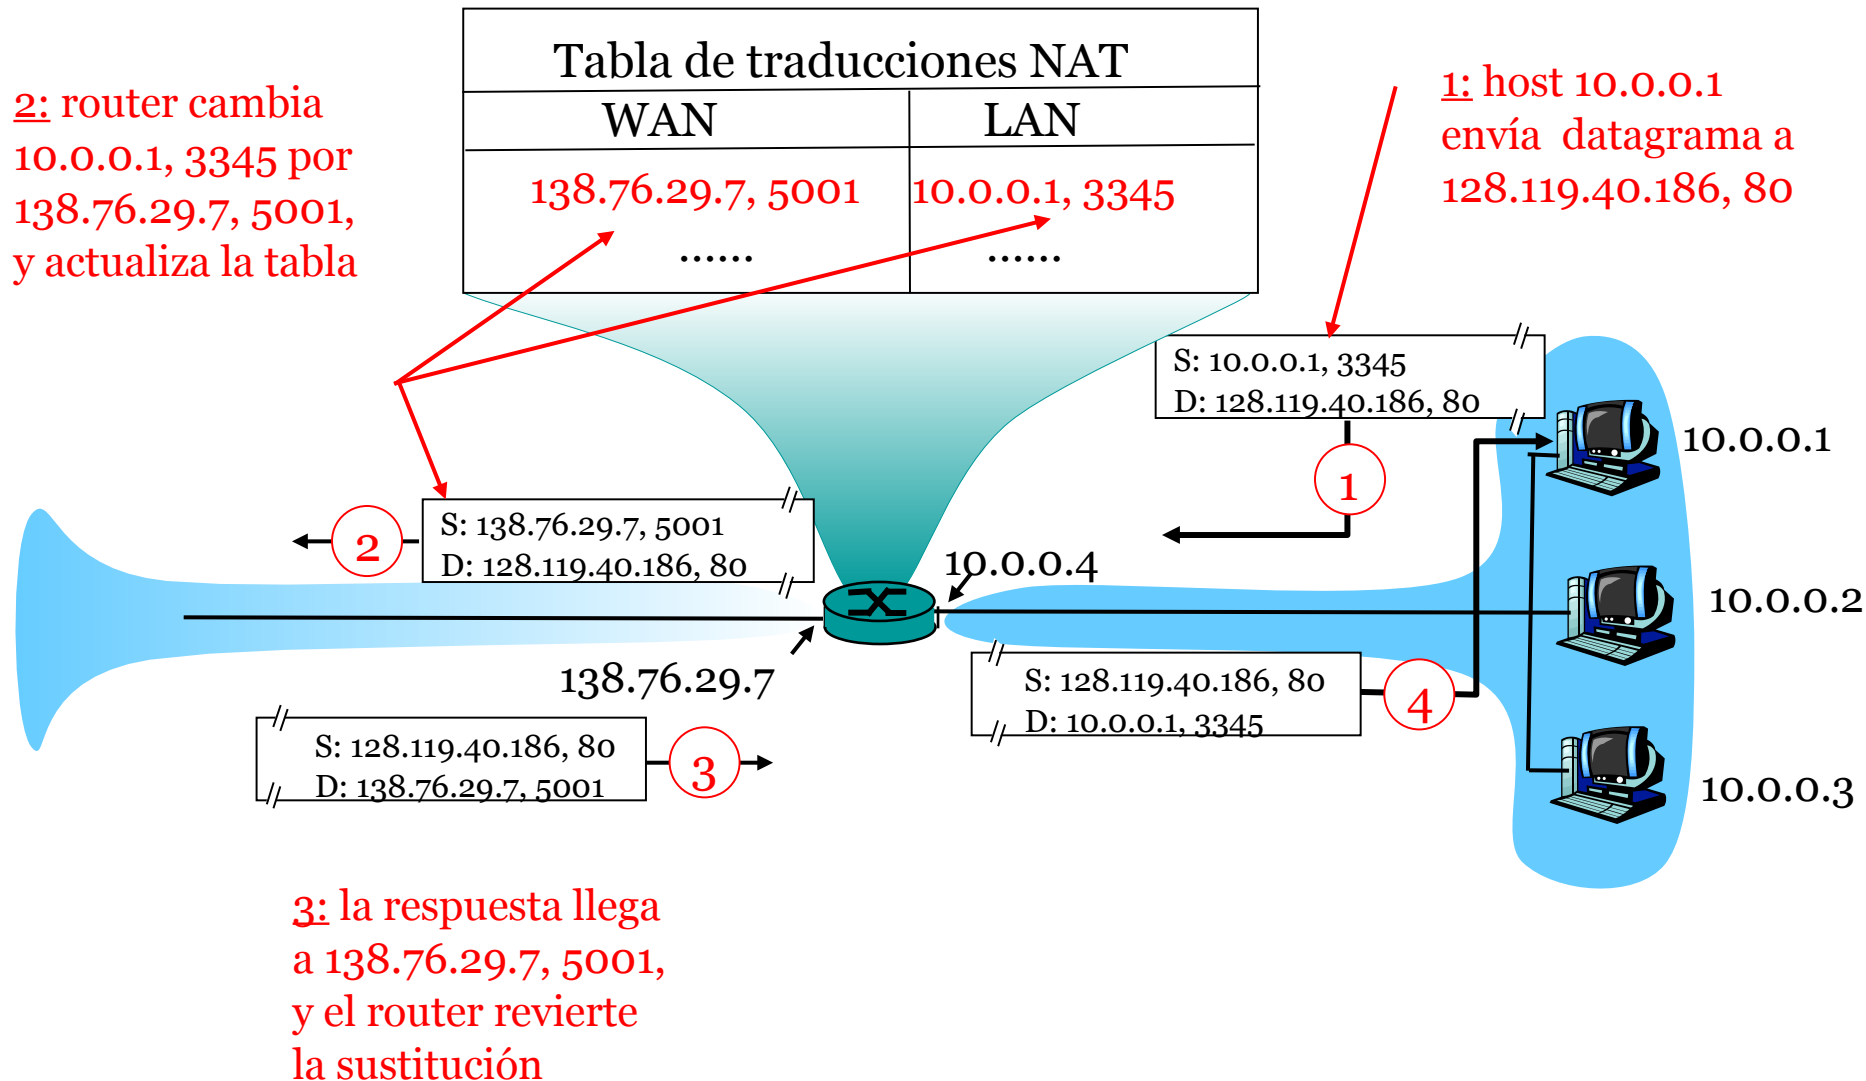 Tabla de traducciones NAT
WAN LAN
138.76.29.7, 5001 10.0.0.1, 3345
...... ......
2: router cambia
10.0.0.1, 3345 por
138.76.29.7, 5001,
y actualiza la tabla
1: host 10.0.0.1
envía datagrama a
128.119.40.186, 80
S: 10.0.0.1, 3345
D: 128.119.40.186, 80
1
10.0.0.1
S: 138.76.29.7, 5001
D: 128.119.40.186, 80
2
10.0.0.4
10.0.0.2
138.76.29.7
S: 128.119.40.186, 80
D: 10.0.0.1, 3345
4
S: 128.119.40.186, 80
D: 138.76.29.7, 5001
3
10.0.0.3
3: la respuesta llega
a 138.76.29.7, 5001,
y el router revierte
la sustitución